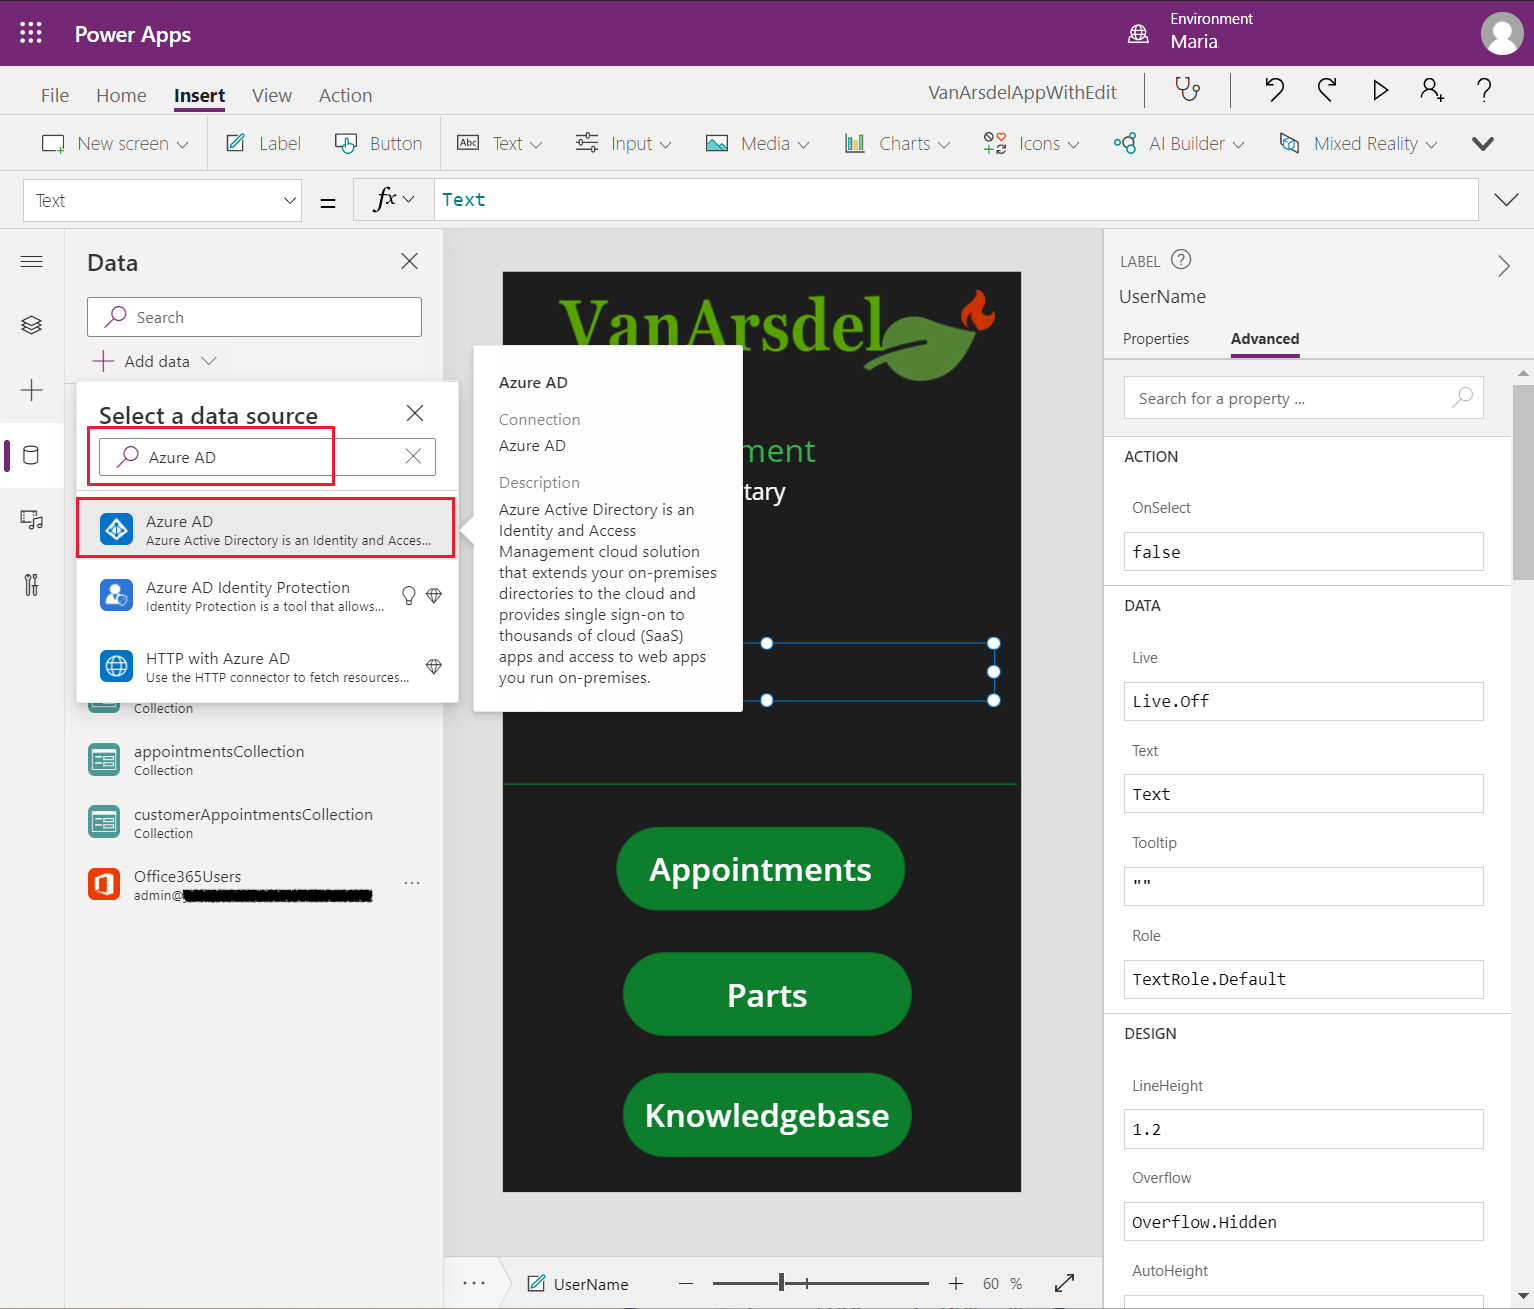 Power Apps
Environment
Maria
File Home Insert View Action
VanArsdelAppWithEdit
New screen Label Button Abc Text Input Media Charts Icons AI Builder Mixed Reality
Text = fx Text
Data
Search
Add data
Select a data source
Azure AD
Azure AD
Azure Active Directory is an Identity and Acces...
Azure AD Identity Protection
Identity Protection is a tool that allows...
HTTP with Azure AD
Use the HTTP connector to fetch resources...
Collection
appointmentsCollection
Collection
customerAppointmentsCollection
Collection
Office365Users
admin@
...
VanArsdel
ment
tary
Azure AD
Connection
Azure AD
Description
Azure Active Directory is an
Identity and Access
Management cloud solution
that extends your on-premises
directories to the cloud and
provides single sign-on to
thousands of cloud (SaaS)
apps and access to web apps
you run on-premises.
Appointments
Parts
Knowledgebase
... UserName 60 %
LABEL ?
UserName
Properties Advanced
Search for a property ...
ACTION
OnSelect
false
DATA
Live
Live.Off
Text
Text
Tooltip
""
Role
TextRole.Default
DESIGN
LineHeight
1.2
Overflow
Overflow.Hidden
AutoHeight